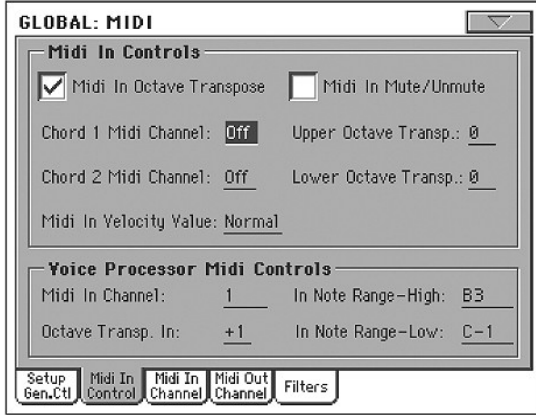 GLOBAL: MIDI
Midi In Controls
Midi In Octave Transpose Midi In Mute/Unmute
Chord 1 Midi Channel: Off Upper Octave Transp.: 0
Chord 2 Midi Channel: Off Lower Octave Transp.: 0
Midi In Velocity Value: Normal
Voice Processor Midi Controls
Midi In Channel: 1 In Note Range-High: B3
Octave Transp. In: +1 In Note Range-Low: C-1
Setup Gen.Ctl Midi In Control Midi In Channel Midi Out Channel Filters